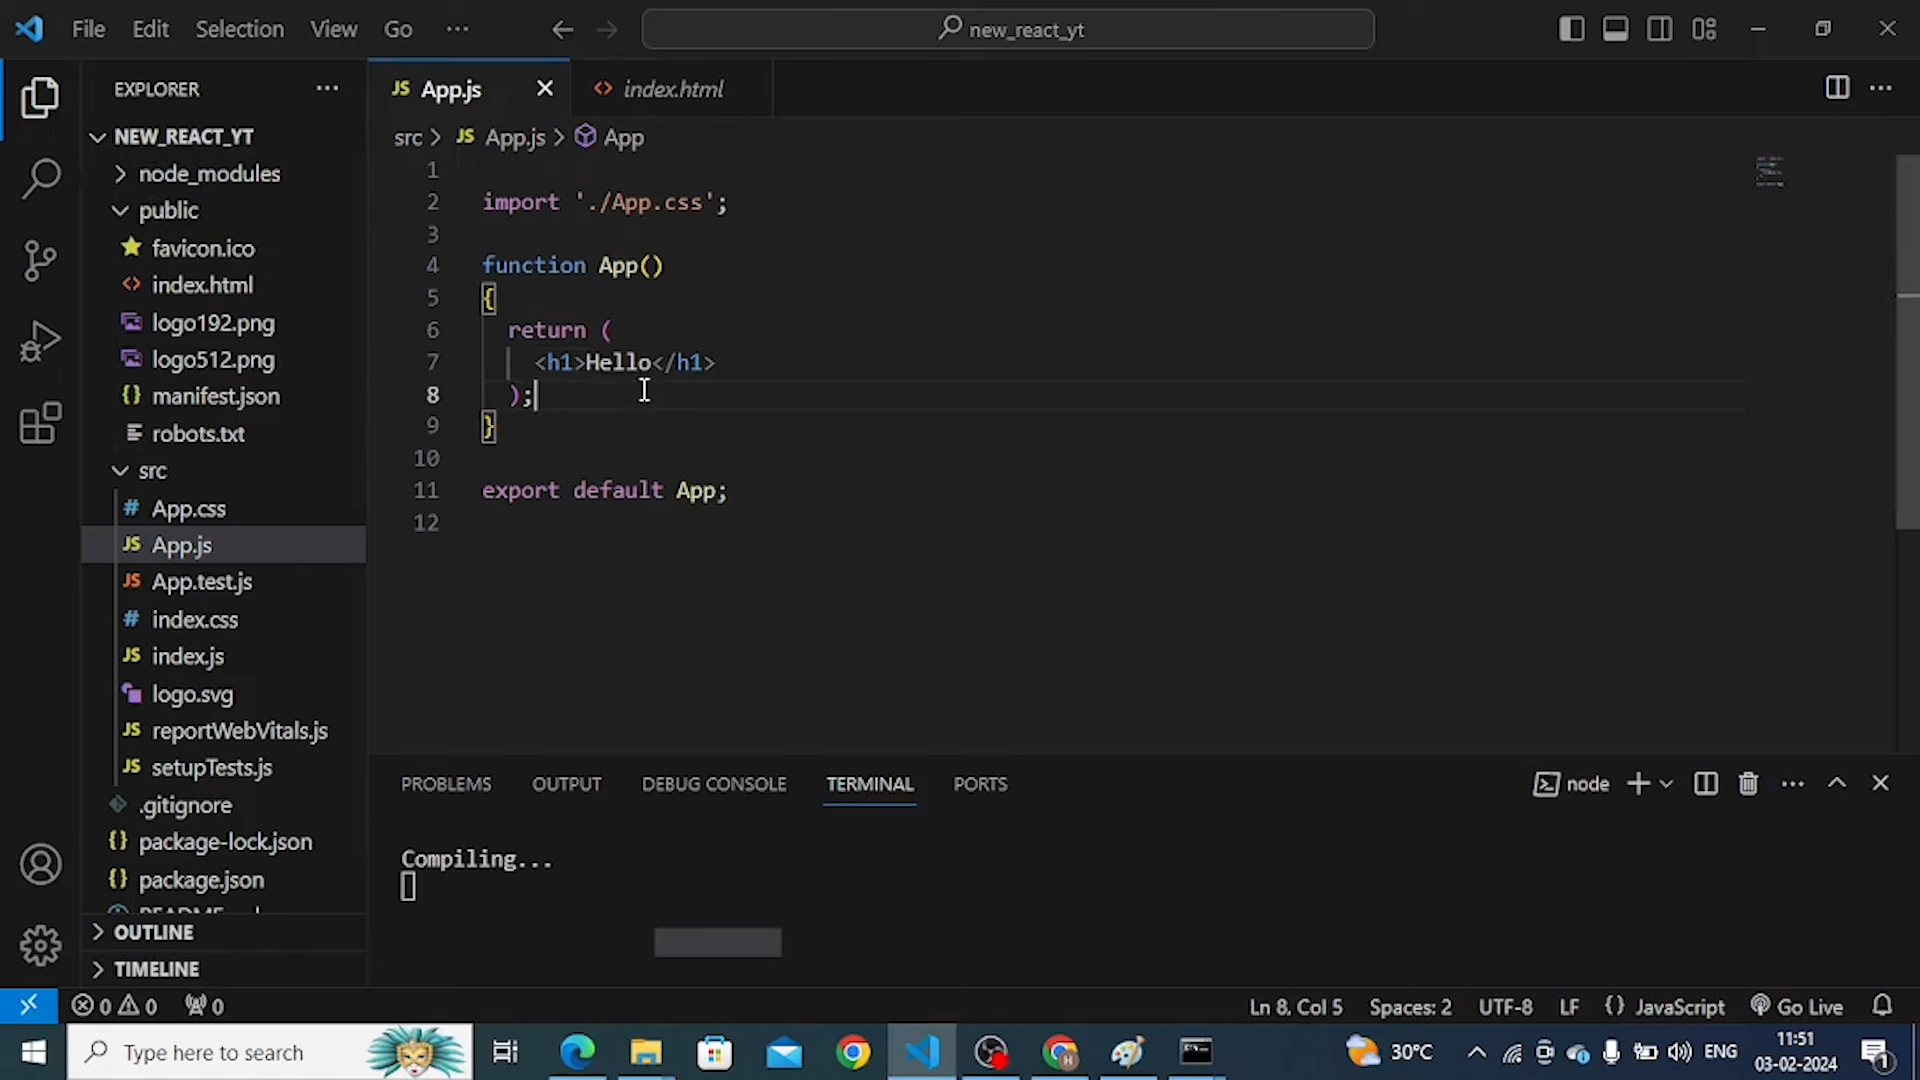 File Edit Selection View Go ··· new_react_yt
EXPLORER ···
NEW_REACT_YT
node_modules
public
favicon.ico
index.html
logo192.png
logo512.png
manifest.json
robots.txt
src
App.css
App.js
App.test.js
index.css
index.js
logo.svg
reportWebVitals.js
setupTests.js
.gitignore
package-lock.json
package.json
OUTLINE
TIMELINE
JS App.js index.html
src > JS App.js > App
1
2 import './App.css';
3
4 function App()
5 {
6 return (
7 <h1>Hello</h1>
8 );
9 }
10
11 export default App;
12
PROBLEMS OUTPUT DEBUG CONSOLE TERMINAL PORTS node
Compiling...
0 0 0 Ln 8, Col 5 Spaces: 2 UTF-8 LF {} JavaScript Go Live
Type here to search 30°C ENG 11:51
03-02-2024 1